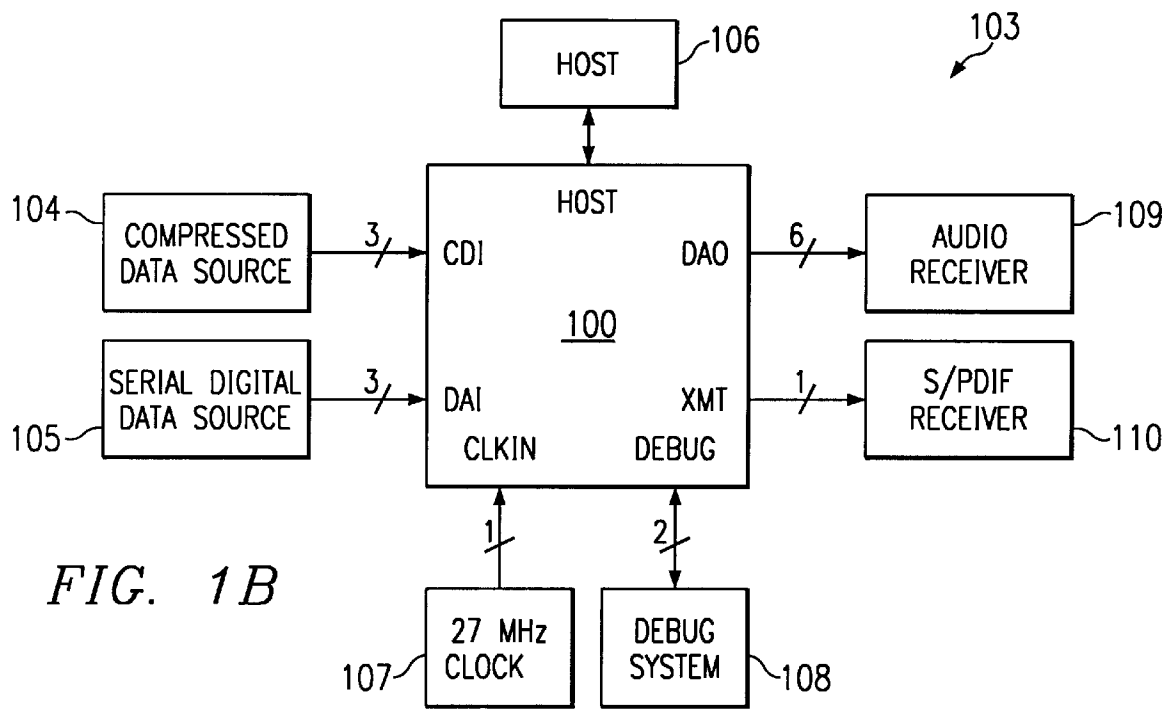 106
103
HOST
HOST
104
COMPRESSED
DATA SOURCE
3
CDI
DAO
6
AUDIO
RECEIVER
109
100
SERIAL DIGITAL
DATA SOURCE
105
3
DAI
XMT
1
S/PDIF
RECEIVER
110
CLKIN
DEBUG
1
2
FIG. 1B
27 MHz
CLOCK
107
DEBUG
SYSTEM
108